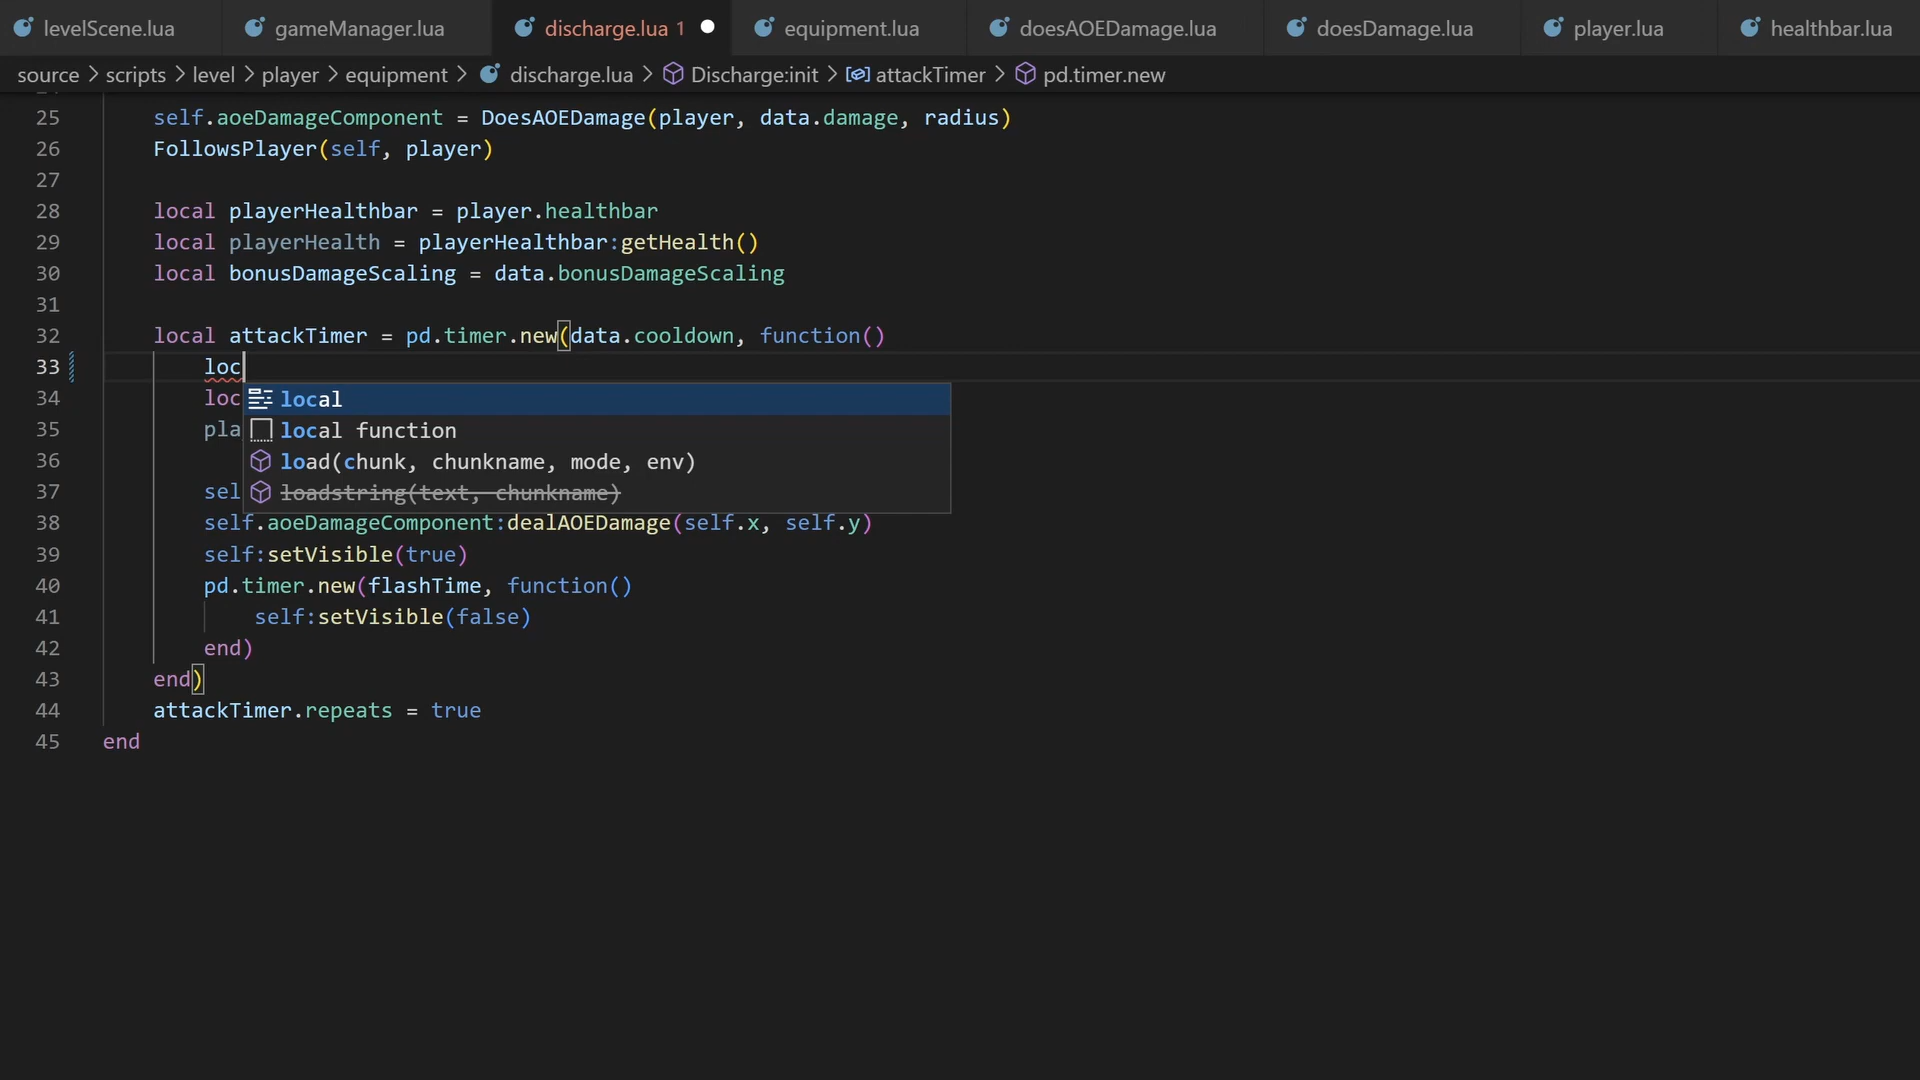 levelScene.lua gameManager.lua discharge.lua 1 equipment.lua doesAOEDamage.lua doesDamage.lua player.lua healthbar.lua
source > scripts > level > player > equipment > discharge.lua > Discharge:init > attackTimer > pd.timer.new
25 self.aoeDamageComponent = DoesAOEDamage(player, data.damage, radius)
26 FollowsPlayer(self, player)
27
28 local playerHealthbar = player.healthbar
29 local playerHealth = playerHealthbar:getHealth()
30 local bonusDamageScaling = data.bonusDamageScaling
31
32 local attackTimer = pd.timer.new(data.cooldown, function()
33 loc
34 loc local
35 pla local function
36 load(chunk, chunkname, mode, env)
37 sel loadstring(text, chunkname)
38 self.aoeDamageComponent:dealAOEDamage(self.x, self.y)
39 self:setVisible(true)
40 pd.timer.new(flashTime, function()
41 self:setVisible(false)
42 end)
43 end)
44 attackTimer.repeats = true
45 end